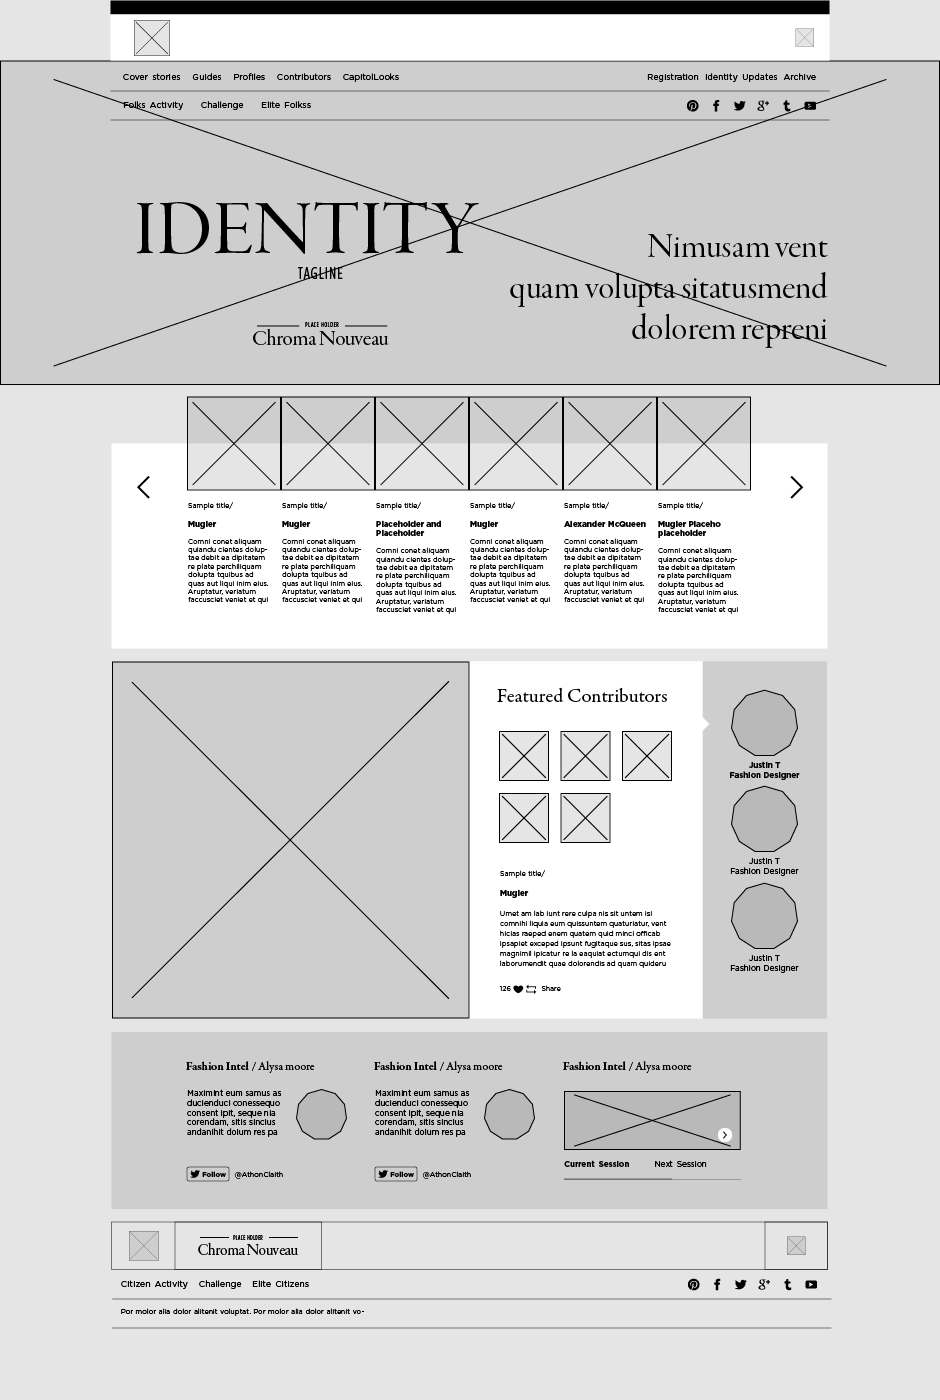 Cover stories Guides Profiles Contributors CapitolLooks Registration Identity Updates Archive
Folks Activity Challenge Elite Folkss
IDENTITY
TAGLINE
PLACE HOLDER
Chroma Nouveau
Nimusam vent
quam volupta sitatusmend
dolorem repreni
Sample title/
Mugler
Comni conet aliquam
quiandu cientes dolup-
tae debit ea dipitatem
re plate perchiliquam
dolupta tquibus ad
quas aut liqui inim eius.
Aruptatur, veriatum
faccusciet veniet et qui
Sample title/
Mugler
Comni conet aliquam
quiandu cientes dolup-
tae debit ea dipitatem
re plate perchiliquam
dolupta tquibus ad
quas aut liqui inim eius.
Aruptatur, veriatum
faccusciet veniet et qui
Sample title/
Placeholder and
Placeholder
Comni conet aliquam
quiandu cientes dolup-
tae debit ea dipitatem
re plate perchiliquam
dolupta tquibus ad
quas aut liqui inim eius.
Aruptatur, veriatum
faccusciet veniet et qui
Sample title/
Mugler
Comni conet aliquam
quiandu cientes dolup-
tae debit ea dipitatem
re plate perchiliquam
dolupta tquibus ad
quas aut liqui inim eius.
Aruptatur, veriatum
faccusciet veniet et qui
Sample title/
Alexander McQueen
Comni conet aliquam
quiandu cientes dolup-
tae debit ea dipitatem
re plate perchiliquam
dolupta tquibus ad
quas aut liqui inim eius.
Aruptatur, veriatum
faccusciet veniet et qui
Sample title/
Mugler Placeho
placeholder
Comni conet aliquam
quiandu cientes dolup-
tae debit ea dipitatem
re plate perchiliquam
dolupta tquibus ad
quas aut liqui inim eius.
Aruptatur, veriatum
faccusciet veniet et qui
Featured Contributors
Sample title/
Mugler
Umet am lab iunt rere culpa nis sit untem isi
comnihi liquia eum quissuntem quaturiatur, vent
hicias raeped enem quatem quid minci officab
ipsapiet exceped ipsunt fugitaque sus, sitas ipsae
magnimil ipicatur re la eaquiat ectumqui dis ent
laborumendit quae dolorendis ad quam quideru
126 Share
Justin T
Fashion Designer
Justin T
Fashion Designer
Justin T
Fashion Designer
Fashion Intel / Alysa moore
Maximint eum samus as
ducienduci conessequo
consent ipit, seque nia
corendam, sitis sincius
andanihit dolum res pa
Follow @AthonClaith
Fashion Intel / Alysa moore
Maximint eum samus as
ducienduci conessequo
consent ipit, seque nia
corendam, sitis sincius
andanihit dolum res pa
Follow @AthonClaith
Fashion Intel / Alysa moore
Current Session Next Session
PLACE HOLDER
Chroma Nouveau
Citizen Activity Challenge Elite Citizens
Por molor alia dolor alitenit voluptat. Por molor alia dolor alitenit vo-